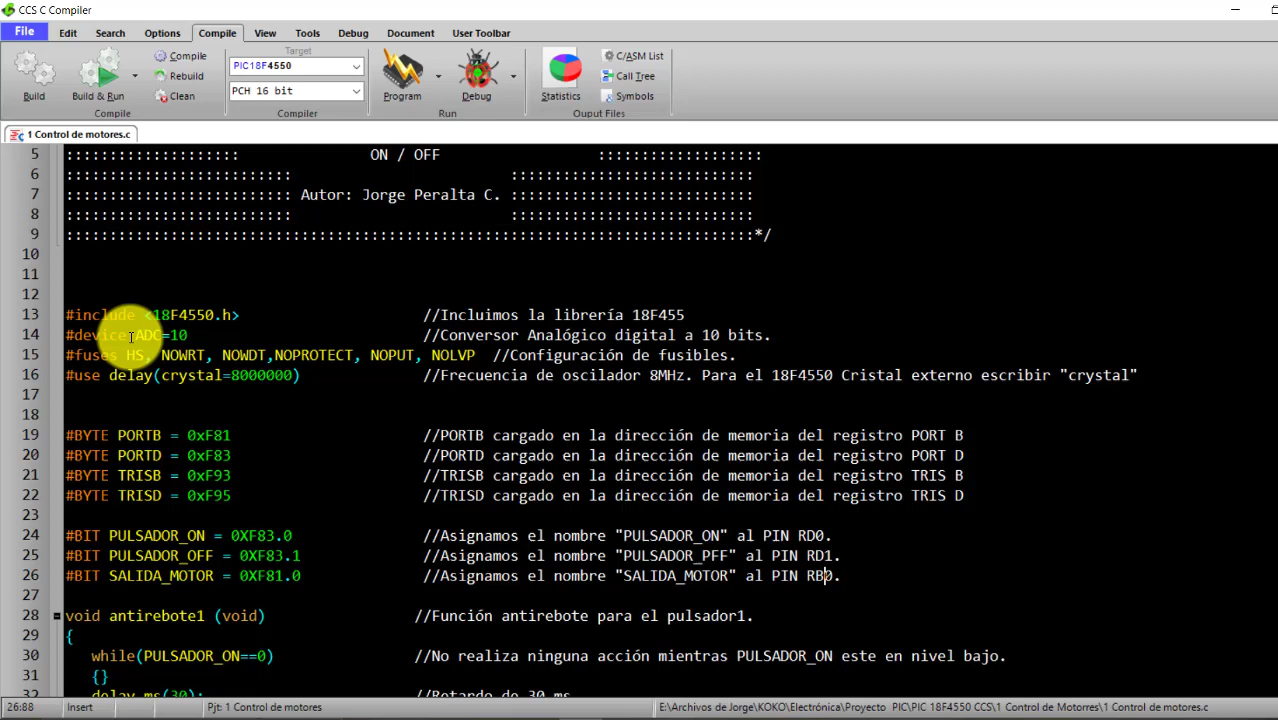 CCS C Compiler
File Edit Search Options Compile View Tools Debug Document User Toolbar
Target
Compile PIC18F4550 C/ASM List
Rebuild Call Tree
Clean PCH 16 bit Symbols
Build Build & Run Program Debug Statistics
Compile Compiler Run Ouput Files
1 Control de motores.c
5 :::::::::::::::::::: ON / OFF :::::::::::::::::::
6 :::::::::::::::::::::::::: ::::::::::::::::::::::::::::
7 :::::::::::::::::::::::::: Autor: Jorge Peralta C. ::::::::::::::::::::::::::::
8 :::::::::::::::::::::::::: ::::::::::::::::::::::::::::
9 :::::::::::::::::::::::::::::::::::::::::::::::::::::::::::::::::::::::::::::::*/
10
11
12
13 #include <18F4550.h> //Incluimos la librería 18F455
14 #device ADC=10 //Conversor Analógico digital a 10 bits.
15 #fuses HS, NOWRT, NOWDT,NOPROTECT, NOPUT, NOLVP //Configuración de fusibles.
16 #use delay(crystal=8000000) //Frecuencia de oscilador 8MHz. Para el 18F4550 Cristal externo escribir "crystal"
17
18
19 #BYTE PORTB = 0xF81 //PORTB cargado en la dirección de memoria del registro PORT B
20 #BYTE PORTD = 0xF83 //PORTD cargado en la dirección de memoria del registro PORT D
21 #BYTE TRISB = 0xF93 //TRISB cargado en la dirección de memoria del registro TRIS B
22 #BYTE TRISD = 0xF95 //TRISD cargado en la dirección de memoria del registro TRIS D
23
24 #BIT PULSADOR_ON = 0XF83.0 //Asignamos el nombre "PULSADOR_ON" al PIN RD0.
25 #BIT PULSADOR_OFF = 0XF83.1 //Asignamos el nombre "PULSADOR_PFF" al PIN RD1.
26 #BIT SALIDA_MOTOR = 0XF81.0 //Asignamos el nombre "SALIDA_MOTOR" al PIN RB0.
27
28 void antirebote1 (void) //Función antirebote para el pulsador1.
29 {
30 while(PULSADOR_ON==0) //No realiza ninguna acción mientras PULSADOR_ON este en nivel bajo.
31 {}
32 delay_ms(30); //Retardo de 30 ms
26:88 Insert Pjt: 1 Control de motores E:\Archivos de Jorge\KOKO\Electrónica\Proyecto PIC\PIC 18F4550 CCS\1 Control de Motorres\1 Control de motores.c